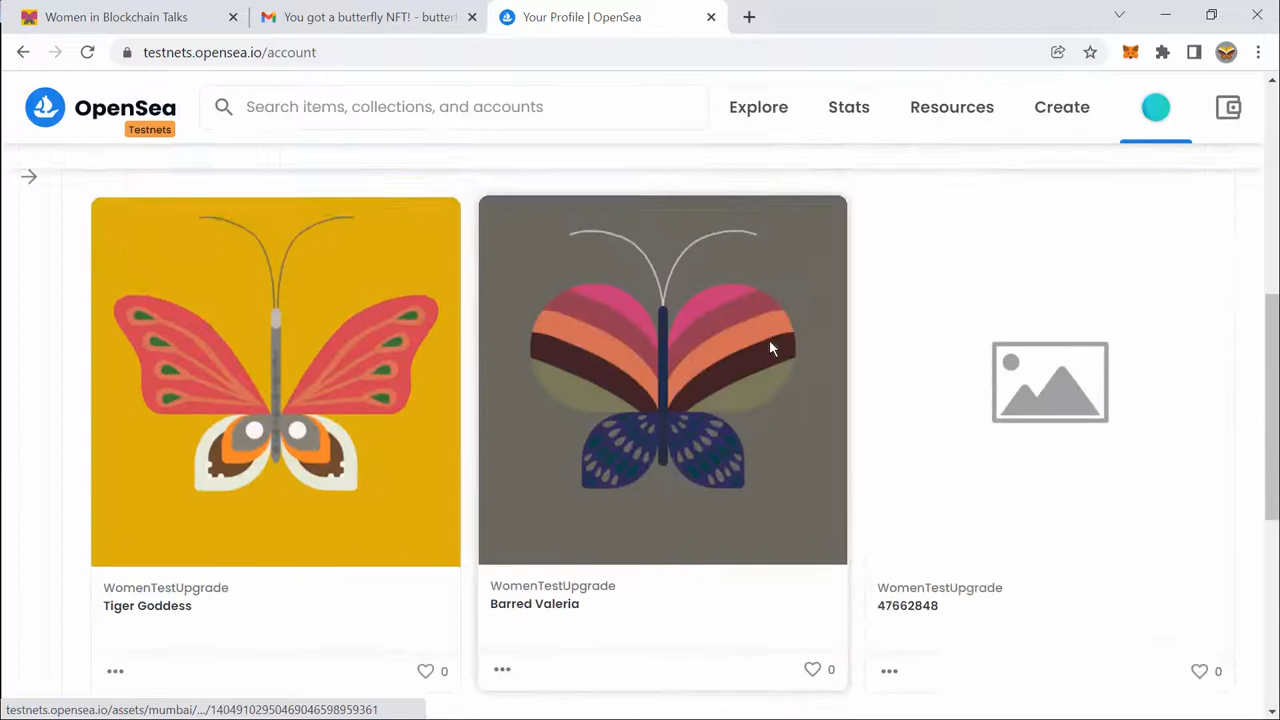 Women in Blockchain Talks
You got a butterfly NFT! - butter
Your Profile | OpenSea
testnets.opensea.io/account
OpenSea
Testnets
Search items, collections, and accounts
Explore
Stats
Resources
Create
WomenTestUpgrade
Tiger Goddess
0
WomenTestUpgrade
Barred Valeria
0
WomenTestUpgrade
47662848
0
testnets.opensea.io/assets/mumbai/.../14049102950469046598959361